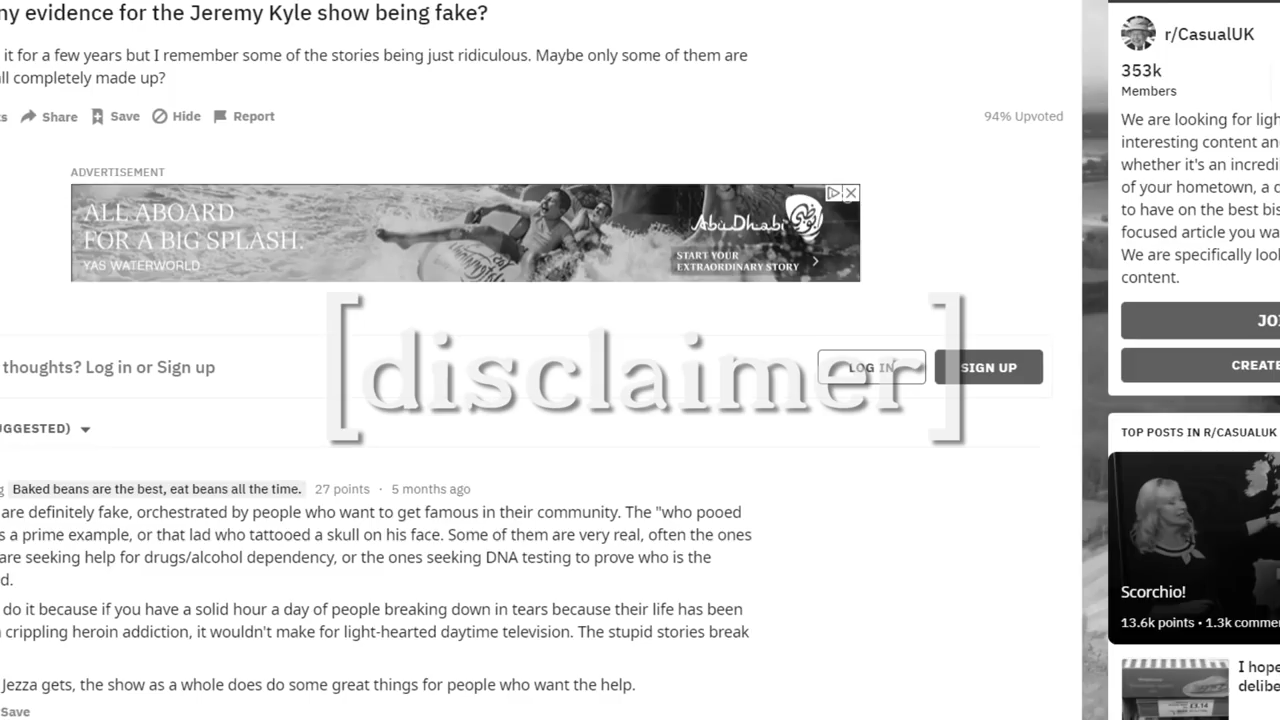 ny evidence for the Jeremy Kyle show being fake?
it for a few years but I remember some of the stories being just ridiculous. Maybe only some of them are
ll completely made up?
ts Share Save Hide Report
94% Upvoted
ADVERTISEMENT
ALL ABOARD
FOR A BIG SPLASH.
YAS WATERWORLD
Abu Dhabi
أبوظبي
START YOUR
EXTRAORDINARY STORY
[disclaimer]
thoughts? Log in or Sign up
LOG IN
SIGN UP
UGGESTED)
g Baked beans are the best, eat beans all the time. 27 points · 5 months ago
are definitely fake, orchestrated by people who want to get famous in their community. The "who pooed
s a prime example, or that lad who tattooed a skull on his face. Some of them are very real, often the ones
are seeking help for drugs/alcohol dependency, or the ones seeking DNA testing to prove who is the
d.
do it because if you have a solid hour a day of people breaking down in tears because their life has been
crippling heroin addiction, it wouldn't make for light-hearted daytime television. The stupid stories break
Jezza gets, the show as a whole does do some great things for people who want the help.
Save
r/CasualUK
353k
Members
We are looking for ligh
interesting content an
whether it's an incredi
of your hometown, a c
to have on the best bis
focused article you wa
We are specifically look
content.
JOI
CREATE
TOP POSTS IN R/CASUALUK
Scorchio!
13.6k points • 1.3k comme
I hope
delibe
£3.14